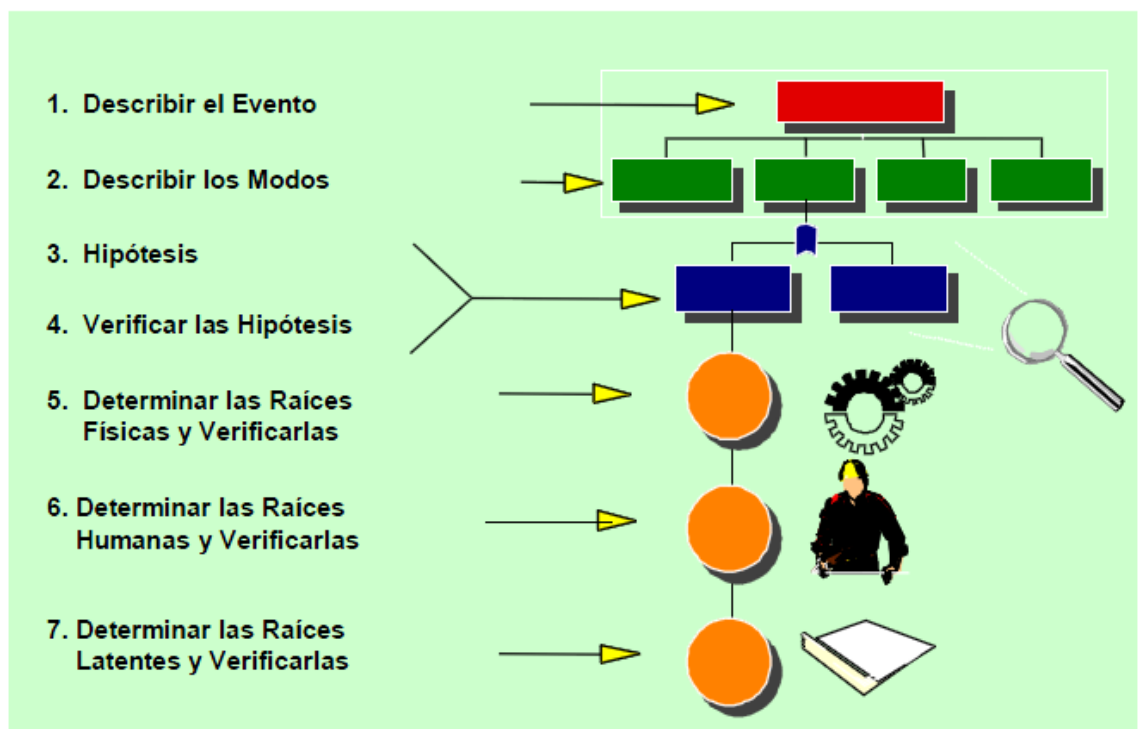 1. Describir el Evento
2. Describir los Modos
3. Hipótesis
4. Verificar las Hipótesis
5. Determinar las Raíces
Físicas y Verificarlas
6. Determinar las Raíces
Humanas y Verificarlas
7. Determinar las Raíces
Latentes y Verificarlas